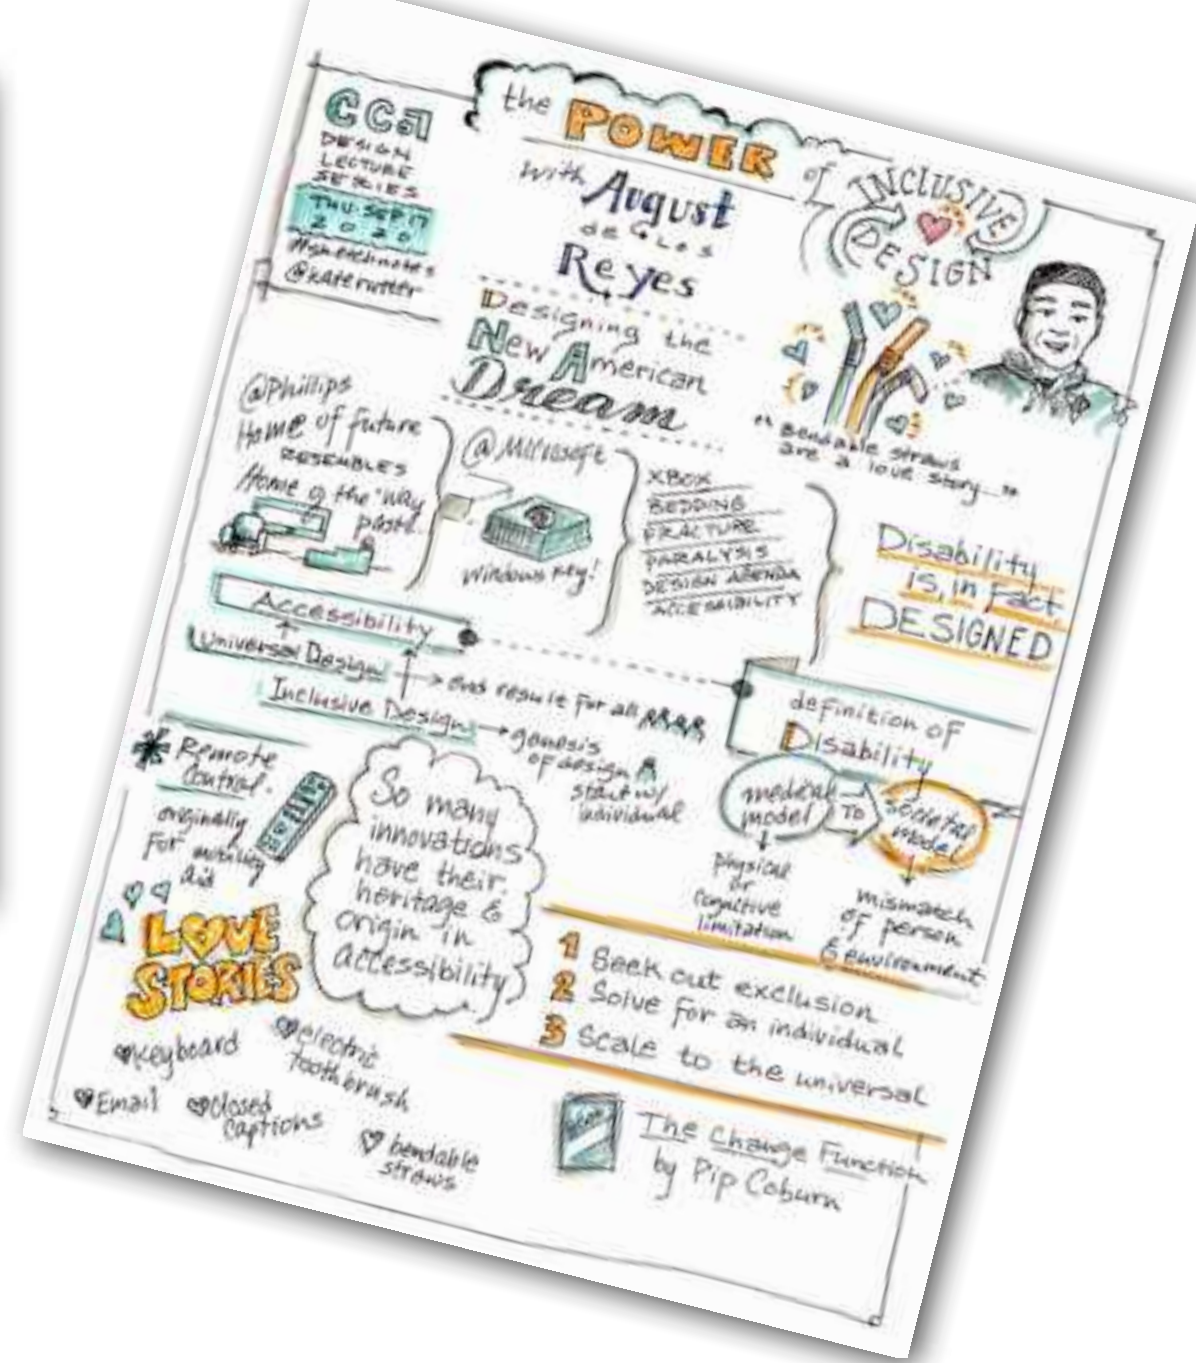 CCA
DESIGN
LECTURE
SERIES
THU. SEP 17
2020
#sketchnotes
@katerutter
the POWER of
INCLUSIVE
DESIGN
with August
de los
Reyes
Designing the
New American
Dream
"Bendable straws
are a love story..."
@Phillips
Home of future
RESEMBLES
Home of the "way
past..
@Microsoft
Windows Key!
XBOX
BEDDING
FRACTURE
PARALYSIS
DESIGN AGENDA
ACCESSIBILITY
Disability
is, in Fact
DESIGNED
Accessibility
Universal Design
end result for all
Inclusive Design
genesis
of design
start w/
individual
definition of
Disability
medical
model
TO
societal
model
physical
or
cognitive
limitation
mismatch
of person
& environment
Remote
Control.
originally
For mobility
aid
So many
innovations
have their
heritage &
origin in
accessibility
LOVE
STORIES
keyboard
electric
toothbrush
Email
Closed
Captions
bendable
straws
1 Seek out exclusion
2 Solve for an individual
3 Scale to the universal
The Change Function
by Pip Coburn